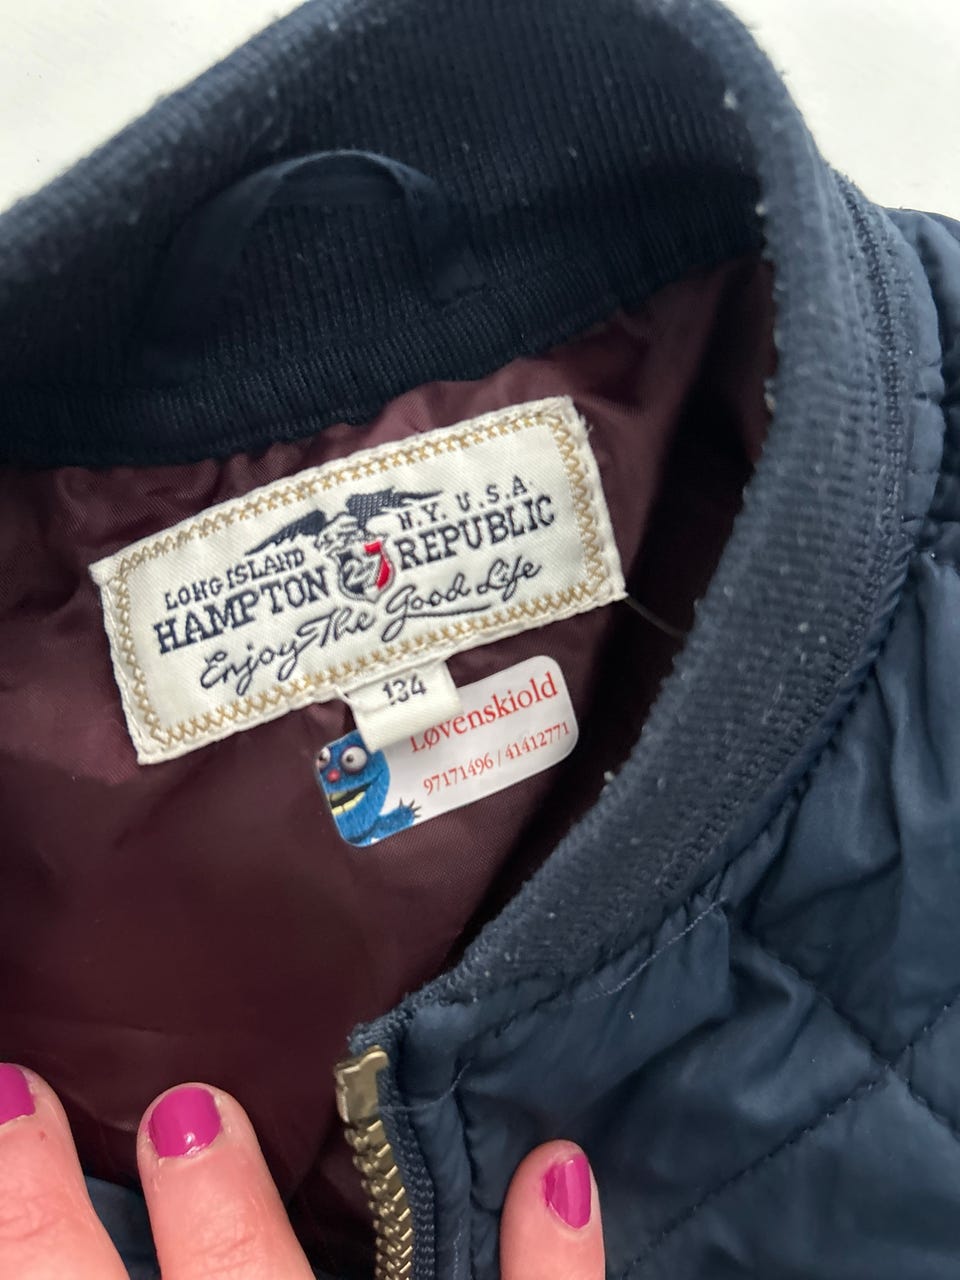 LONG ISLAND N.Y. U.S.A.
HAMPTON 27 REPUBLIC
Enjoy The Good Life
134
Løvenskiold
97171496 / 41412771